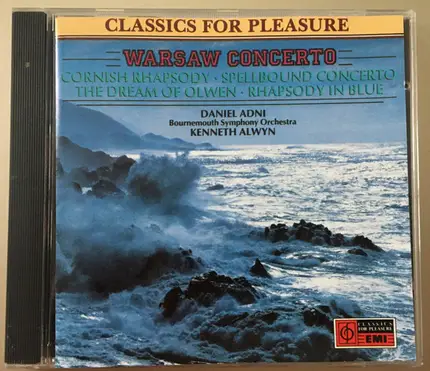 CLASSICS FOR PLEASURE
WARSAW CONCERTO
CORNISH RHAPSODY · SPELLBOUND CONCERTO
THE DREAM OF OLWEN · RHAPSODY IN BLUE
DANIEL ADNI
Bournemouth Symphony Orchestra
KENNETH ALWYN
CLASSICS
FOR PLEASURE
EMI